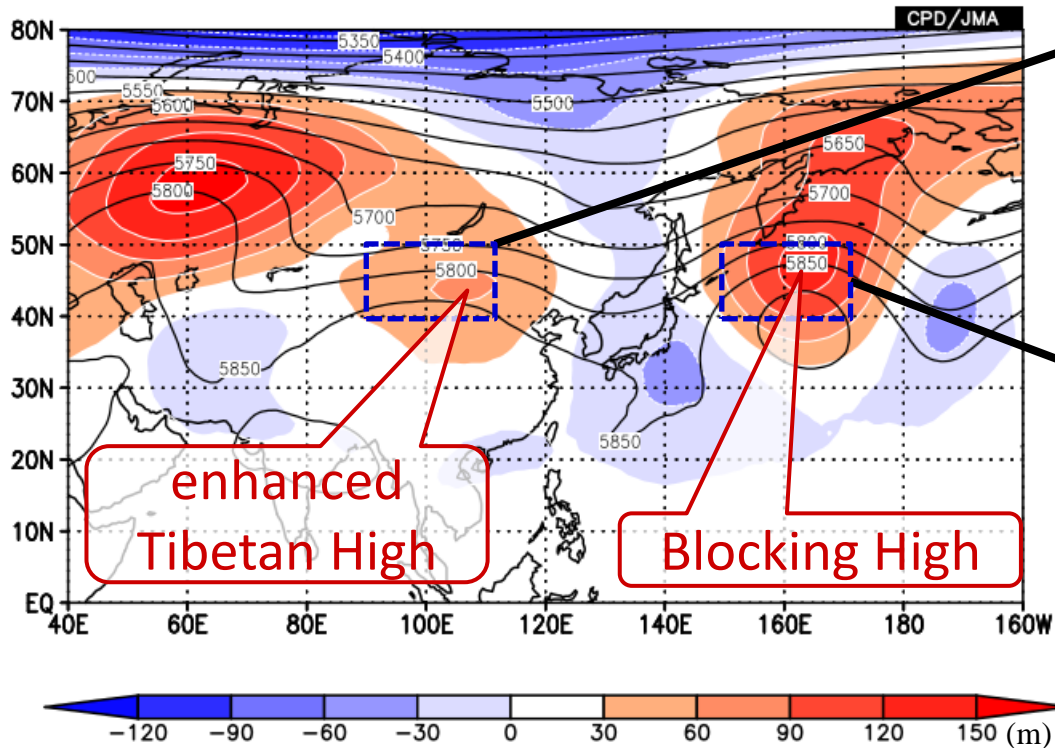 CPD/JMA
80N
5350
5400
500
5550
5500
70N
5600
5650
60N
5750
5800
5700
5700
50N
5750
5800
5800
5850
40N
30N
5850
5850
20N
enhanced
Tibetan High
Blocking High
10N
EQ
40E 60E 80E 100E 120E 140E 160E 180 160W
-120 -90 -60 -30 0 30 60 90 120 150 (m)